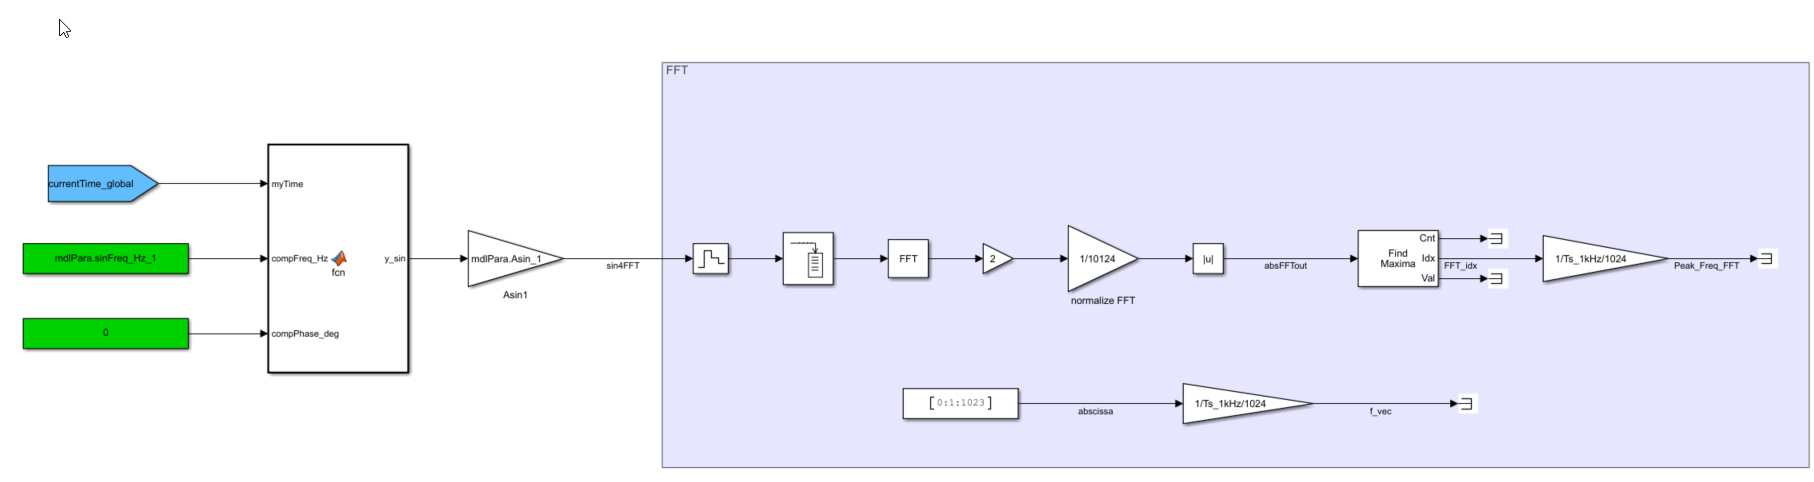 FFT
currentTime_global
mdlPara.sinFreq_Hz_1
0
myTime
compFreq_Hz
fcn
y_sin
compPhase_deg
mdlPara.Asin_1
Asin1
sin4FFT
FFT
2
1/10124
normalize FFT
|u|
absFFTout
Find
Maxima
Cnt
Idx
Val
FFT_idx
1/Ts_1kHz/1024
Peak_Freq_FFT
[ 0:1:1023 ]
abscissa
1/Ts_1kHz/1024
f_vec